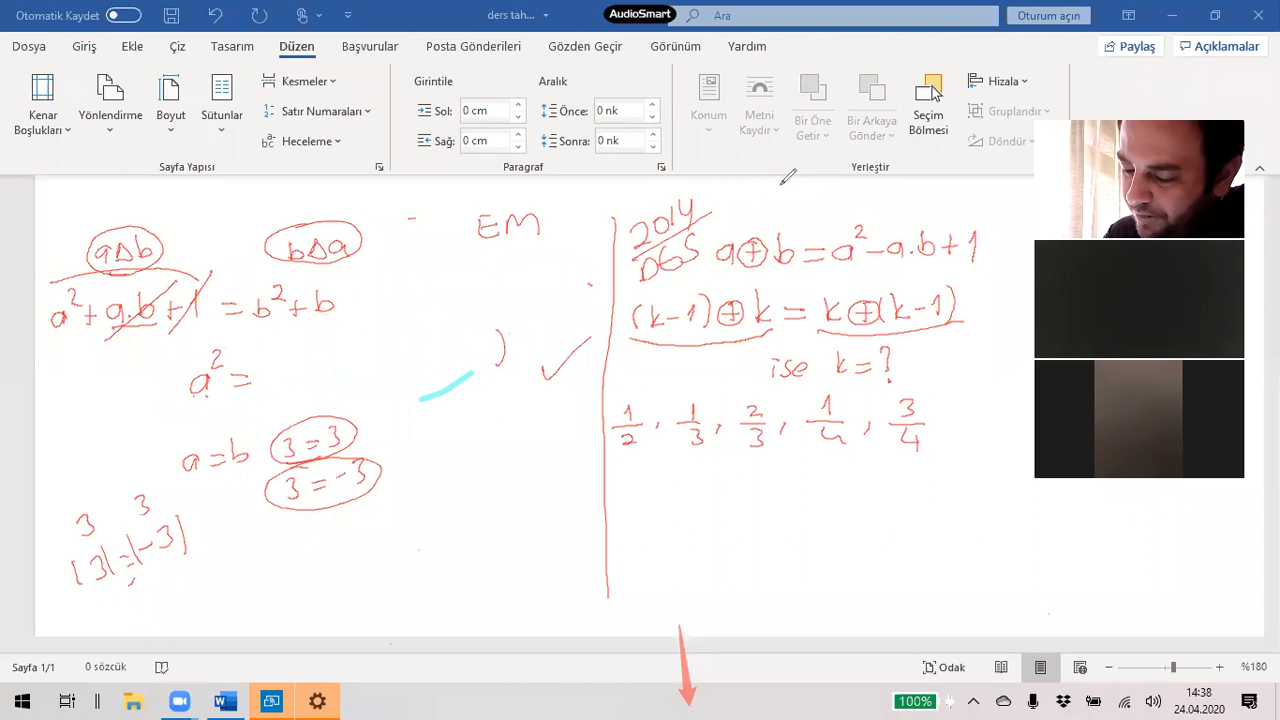 Otomatik Kaydet
ders tah...
AudioSmart
Ara
Oturum açın
Dosya Giriş Ekle Çiz Tasarım Düzen Başvurular Posta Gönderileri Gözden Geçir Görünüm Yardım
Paylaş Açıklamalar
Kenar Boşlukları
Yönlendirme
Boyut
Sütunlar
Kesmeler
Satır Numaraları
Heceleme
Sayfa Yapısı
Girintile Aralık
Sol: 0 cm Önce: 0 nk
Sağ: 0 cm Sonra: 0 nk
Paragraf
Konum
Metni Kaydır
Bir Öne Getir
Bir Arkaya Gönder
Seçim Bölmesi
Hizala
Gruplandır
Döndür
Yerleştir
a∆b b∆a
a²+a.b+1 = b²+b
a² =
a=b 3=3
3=-3
3 3
|3|=|-3|
EM
)
2014
DGS a⊕b=a²-a.b+1
(k-1)⊕k = k⊕(k-1)
ise k=?
1/2, 1/3, 2/3, 1/4, 3/4
Sayfa 1/1 0 sözcük
Odak
%180
100%
14:38
24.04.2020